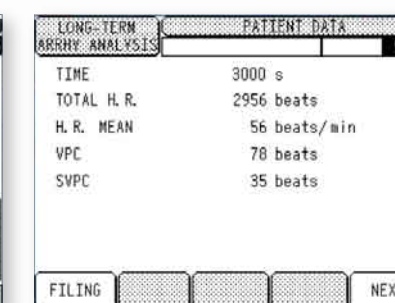 LONG-TERM
ARRHY ANALYSIS
PATIENT DATA
TIME 3000 s
TOTAL H.R. 2956 beats
H.R. MEAN 56 beats/min
VPC 78 beats
SVPC 35 beats
FILING
NEX